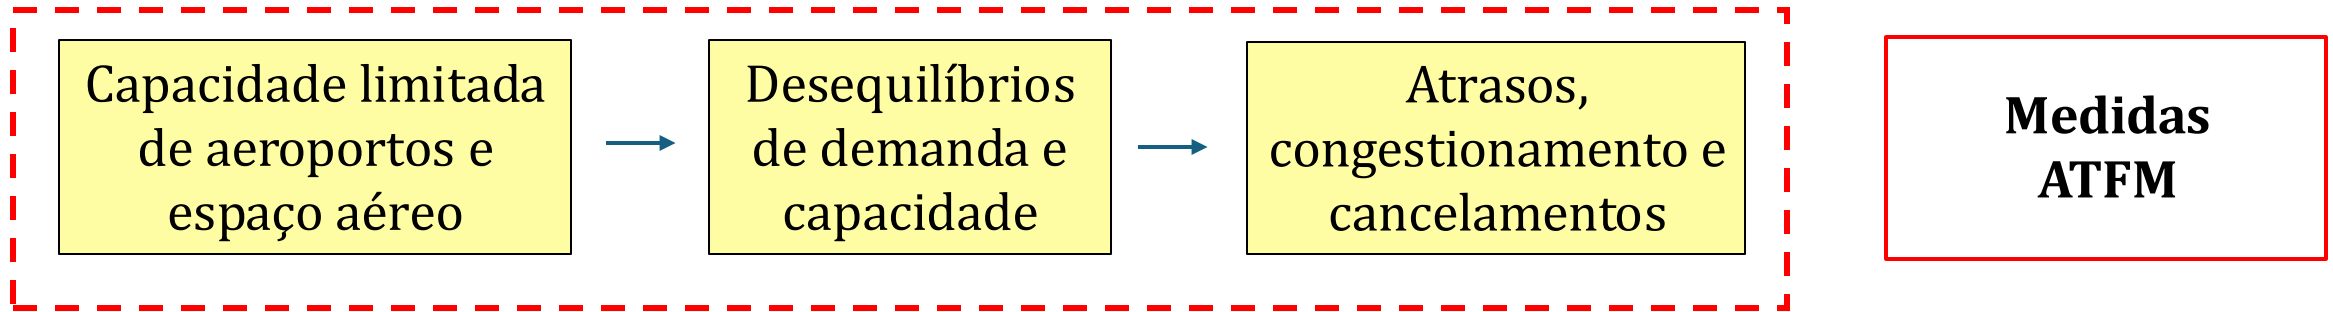 Capacidade limitada
de aeroportos e
espaço aéreo
Desequilíbrios
de demanda e
capacidade
Atrasos,
congestionamento e
cancelamentos
Medidas
ATFM